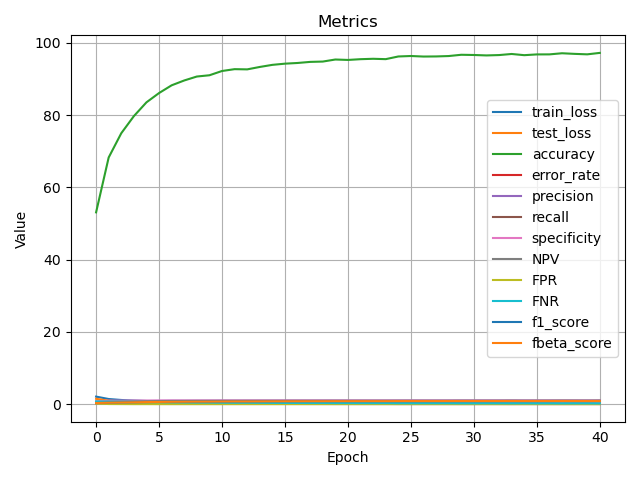 Metrics
100
80
60
40
20
0
Value
train_loss
test_loss
accuracy
error_rate
precision
recall
specificity
NPV
FPR
FNR
f1_score
fbeta_score
0 5 10 15 20 25 30 35 40
Epoch